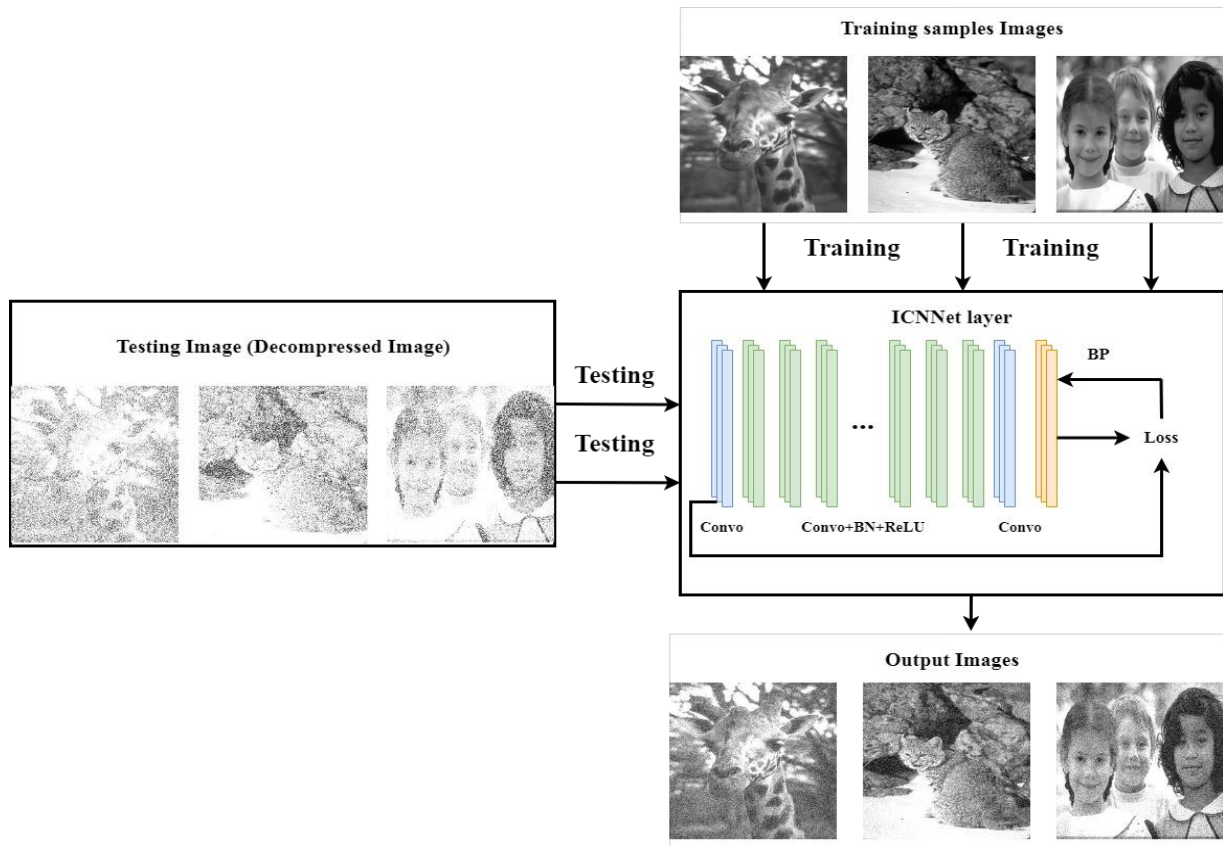 Training samples Images
Training
Training
Testing Image (Decompressed Image)
Testing
Testing
ICNNet layer
BP
...
Loss
Convo
Convo+BN+ReLU
Convo
Output Images